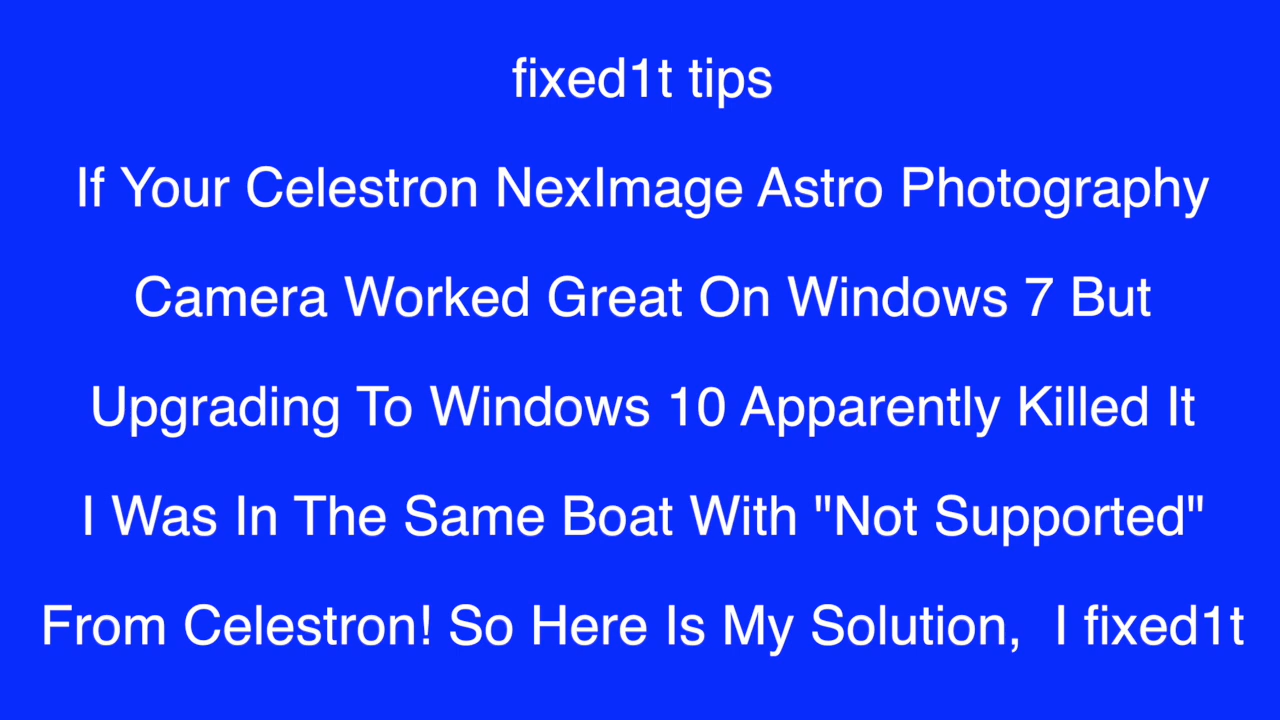 fixed1t tips
If Your Celestron NexImage Astro Photography
Camera Worked Great On Windows 7 But
Upgrading To Windows 10 Apparently Killed It
I Was In The Same Boat With "Not Supported"
From Celestron! So Here Is My Solution,  I fixed1t